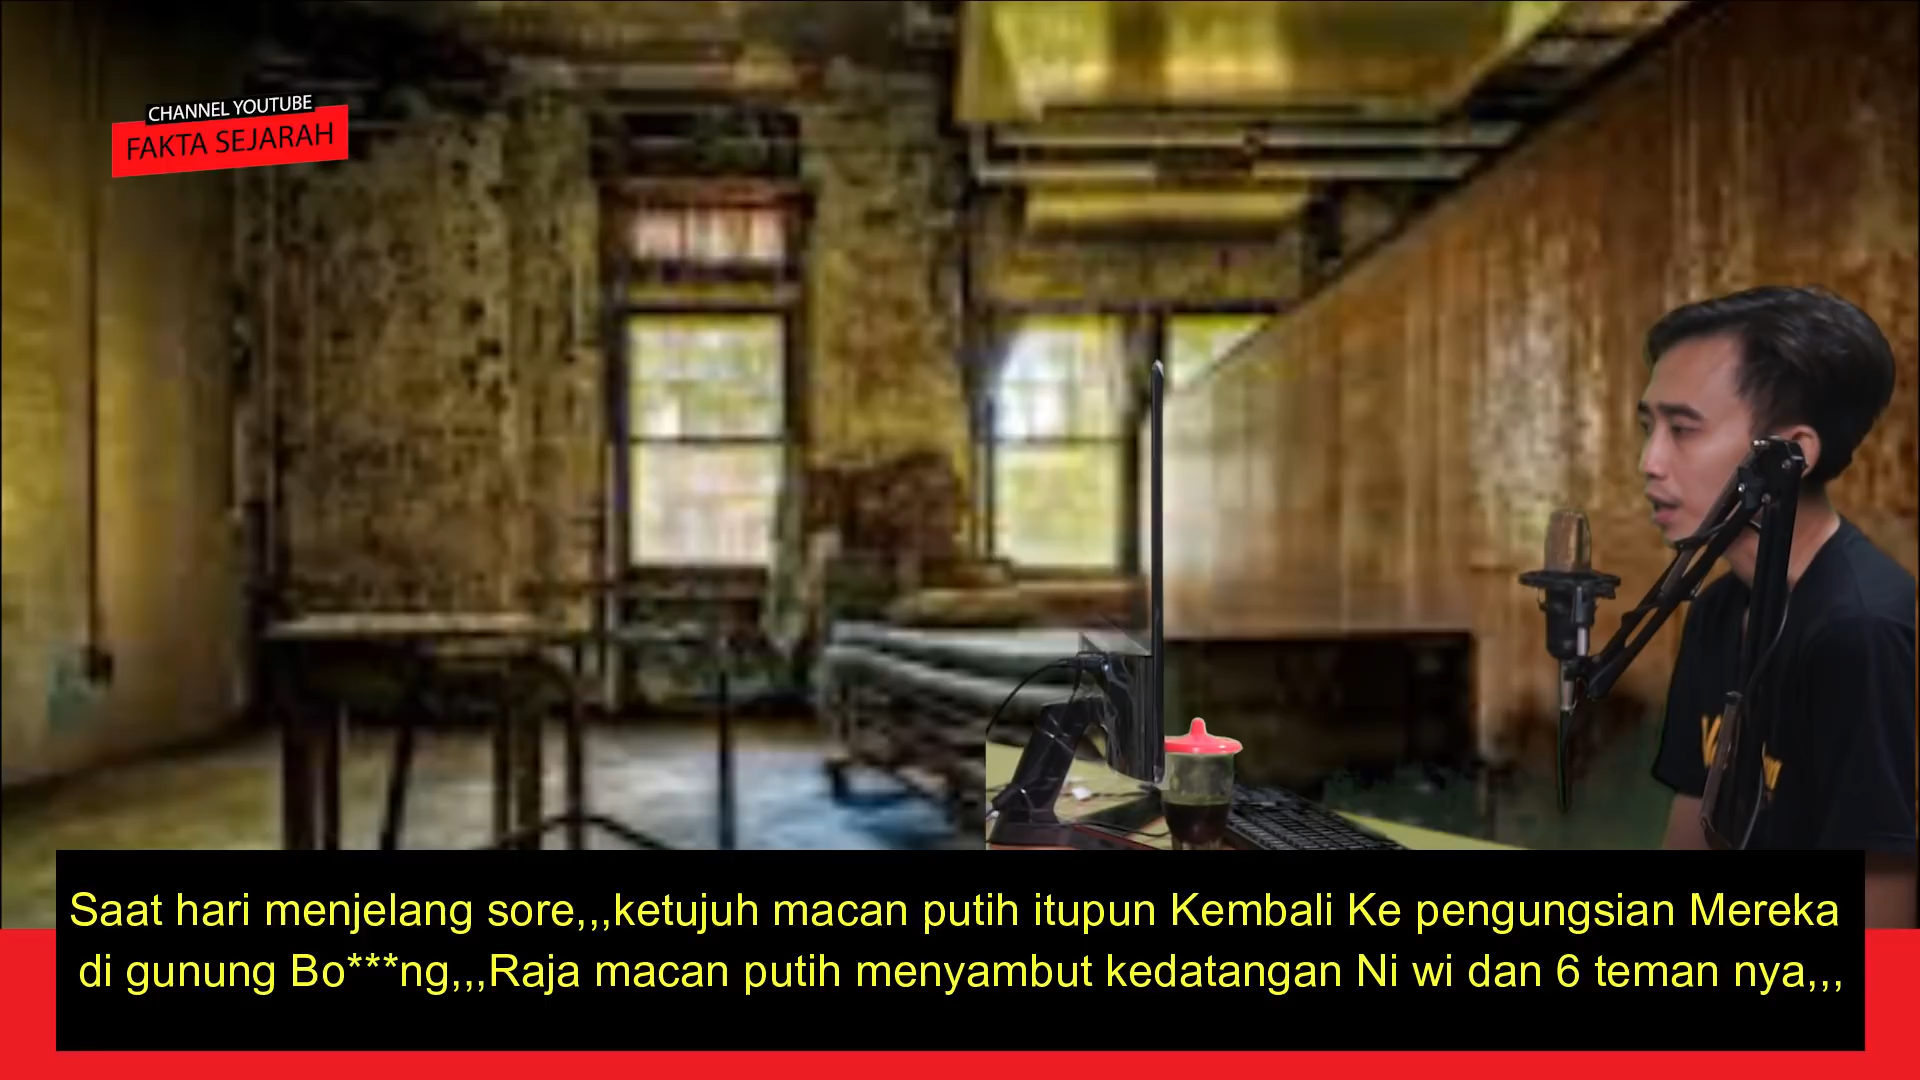 CHANNEL YOUTUBE
FAKTA SEJARAH
Saat hari menjelang sore,,,ketujuh macan putih itupun Kembali Ke pengungsian Mereka
di gunung Bo***ng,,,Raja macan putih menyambut kedatangan Ni wi dan 6 teman nya,,,